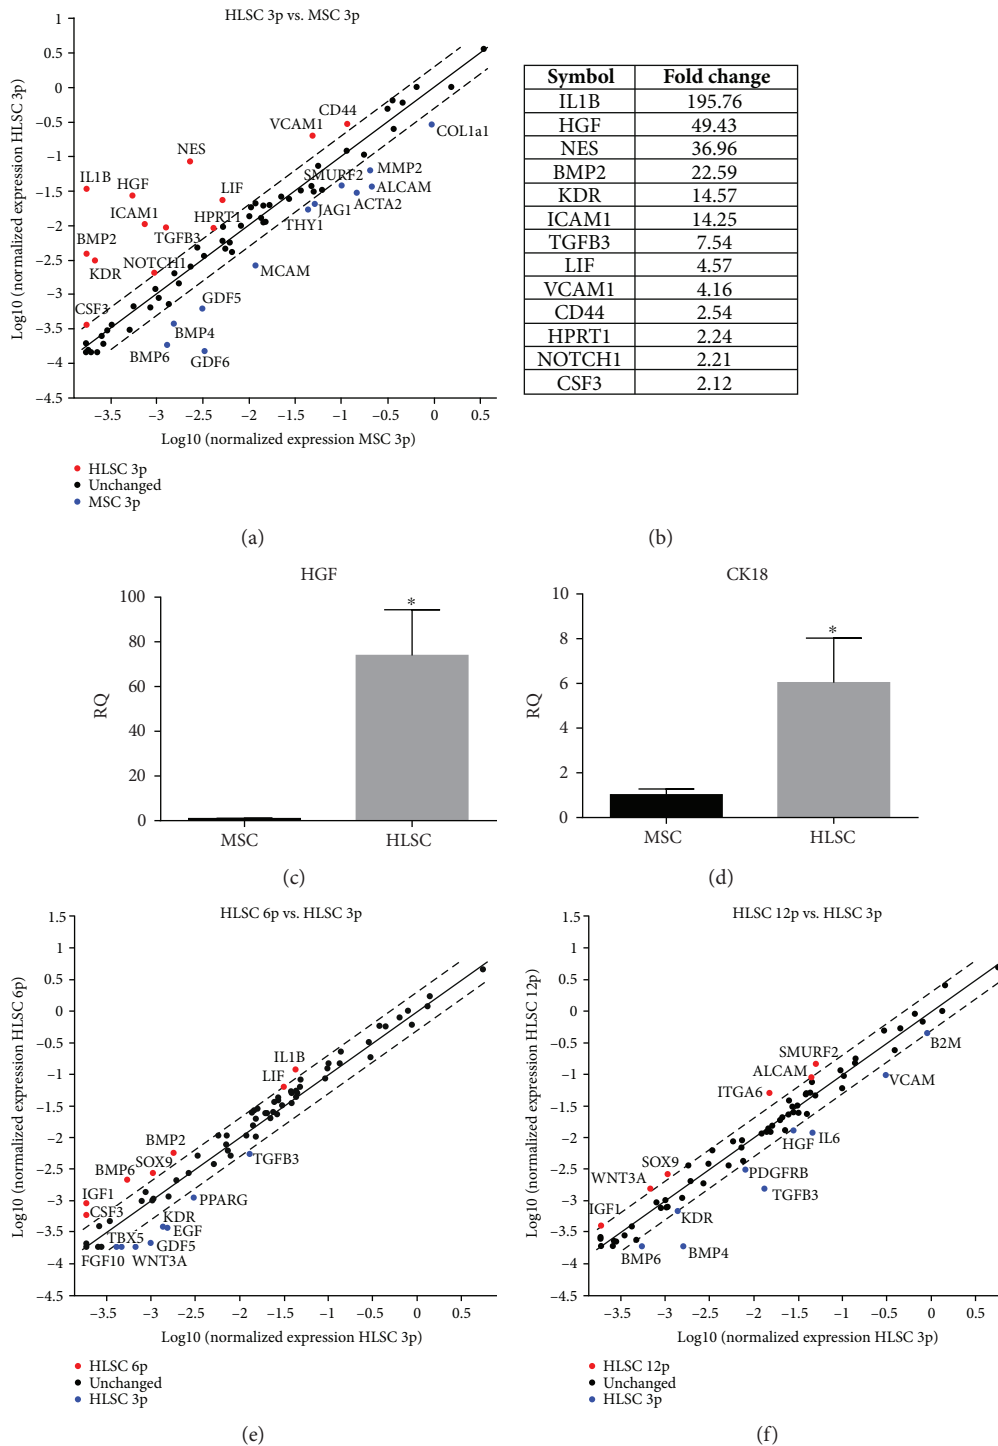 HLSC 3p vs. MSC 3p
Log10 (normalized expression HLSC 3p)
1
0.5
0
−0.5
−1
−1.5
−2
−2.5
−3
−3.5
−4
−4.5
CD44
VCAM1
COL1a1
NES
SMURF2
MMP2
IL1B
HGF
LIF
ALCAM
ACTA2
ICAM1
HPRT1
JAG1
THY1
BMP2
TGFB3
KDR
NOTCH1
MCAM
CSF3
GDF5
BMP4
BMP6
GDF6
−3.5 −3 −2.5 −2 −1.5 −1 −0.5 0 0.5
Log10 (normalized expression MSC 3p)
HLSC 3p
Unchanged
MSC 3p
(a)
Symbol Fold change
IL1B 195.76
HGF 49.43
NES 36.96
BMP2 22.59
KDR 14.57
ICAM1 14.25
TGFB3 7.54
LIF 4.57
VCAM1 4.16
CD44 2.54
HPRT1 2.24
NOTCH1 2.21
CSF3 2.12
(b)
HGF
RQ
100
80
60
40
20
0
*
MSC HLSC
(c)
CK18
RQ
10
8
6
4
2
0
*
MSC HLSC
(d)
HLSC 6p vs. HLSC 3p
Log10 (normalized expression HLSC 6p)
1.5
1
0.5
0
−0.5
−1
−1.5
−2
−2.5
−3
−3.5
−4
−4.5
IL1B
LIF
BMP2
SOX9
TGFB3
BMP6
IGF1
PPARG
CSF3
KDR
TBX5
EGF
GDF5
FGF10
WNT3A
−3.5 −3 −2.5 −2 −1.5 −1 −0.5 0 0.5
Log10 (normalized expression HLSC 3p)
HLSC 6p
Unchanged
HLSC 3p
(e)
HLSC 12p vs. HLSC 3p
Log10 (normalized expression HLSC 12p)
1.5
1
0.5
0
−0.5
−1
−1.5
−2
−2.5
−3
−3.5
−4
−4.5
SMURF2
B2M
ALCAM
VCAM
ITGA6
HGF
IL6
SOX9
WNT3A
PDGFRB
TGFB3
IGF1
KDR
BMP6
BMP4
−3.5 −3 −2.5 −2 −1.5 −1 −0.5 0 0.5
Log10 (normalized expression HLSC 3p)
HLSC 12p
Unchanged
HLSC 3p
(f)